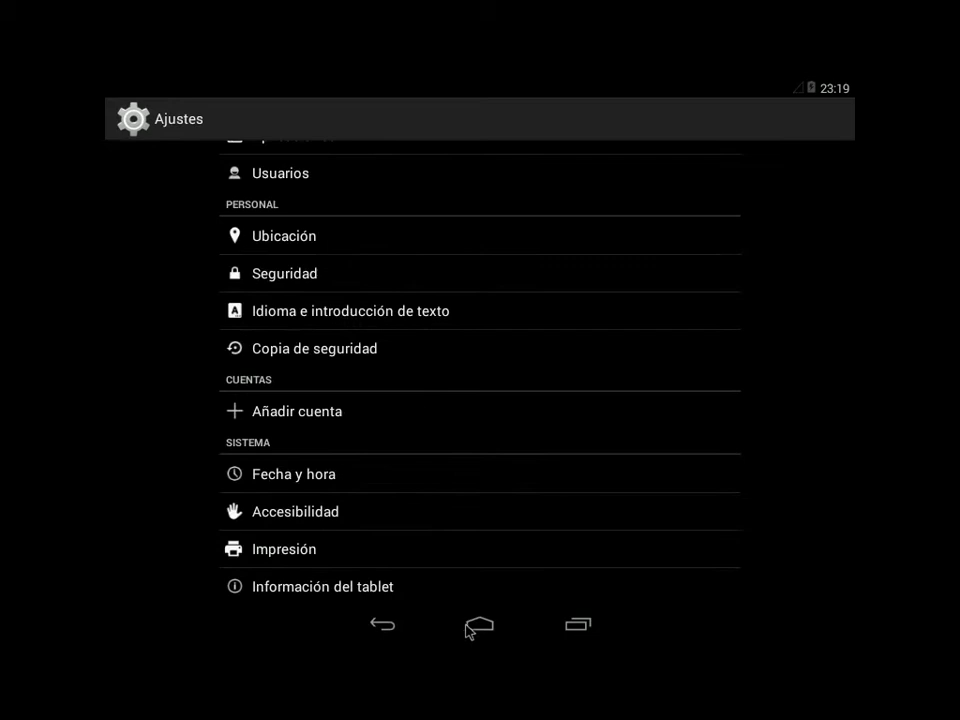 23:19
Ajustes
Usuarios
PERSONAL
Ubicación
Seguridad
Idioma e introducción de texto
Copia de seguridad
CUENTAS
Añadir cuenta
SISTEMA
Fecha y hora
Accesibilidad
Impresión
Información del tablet